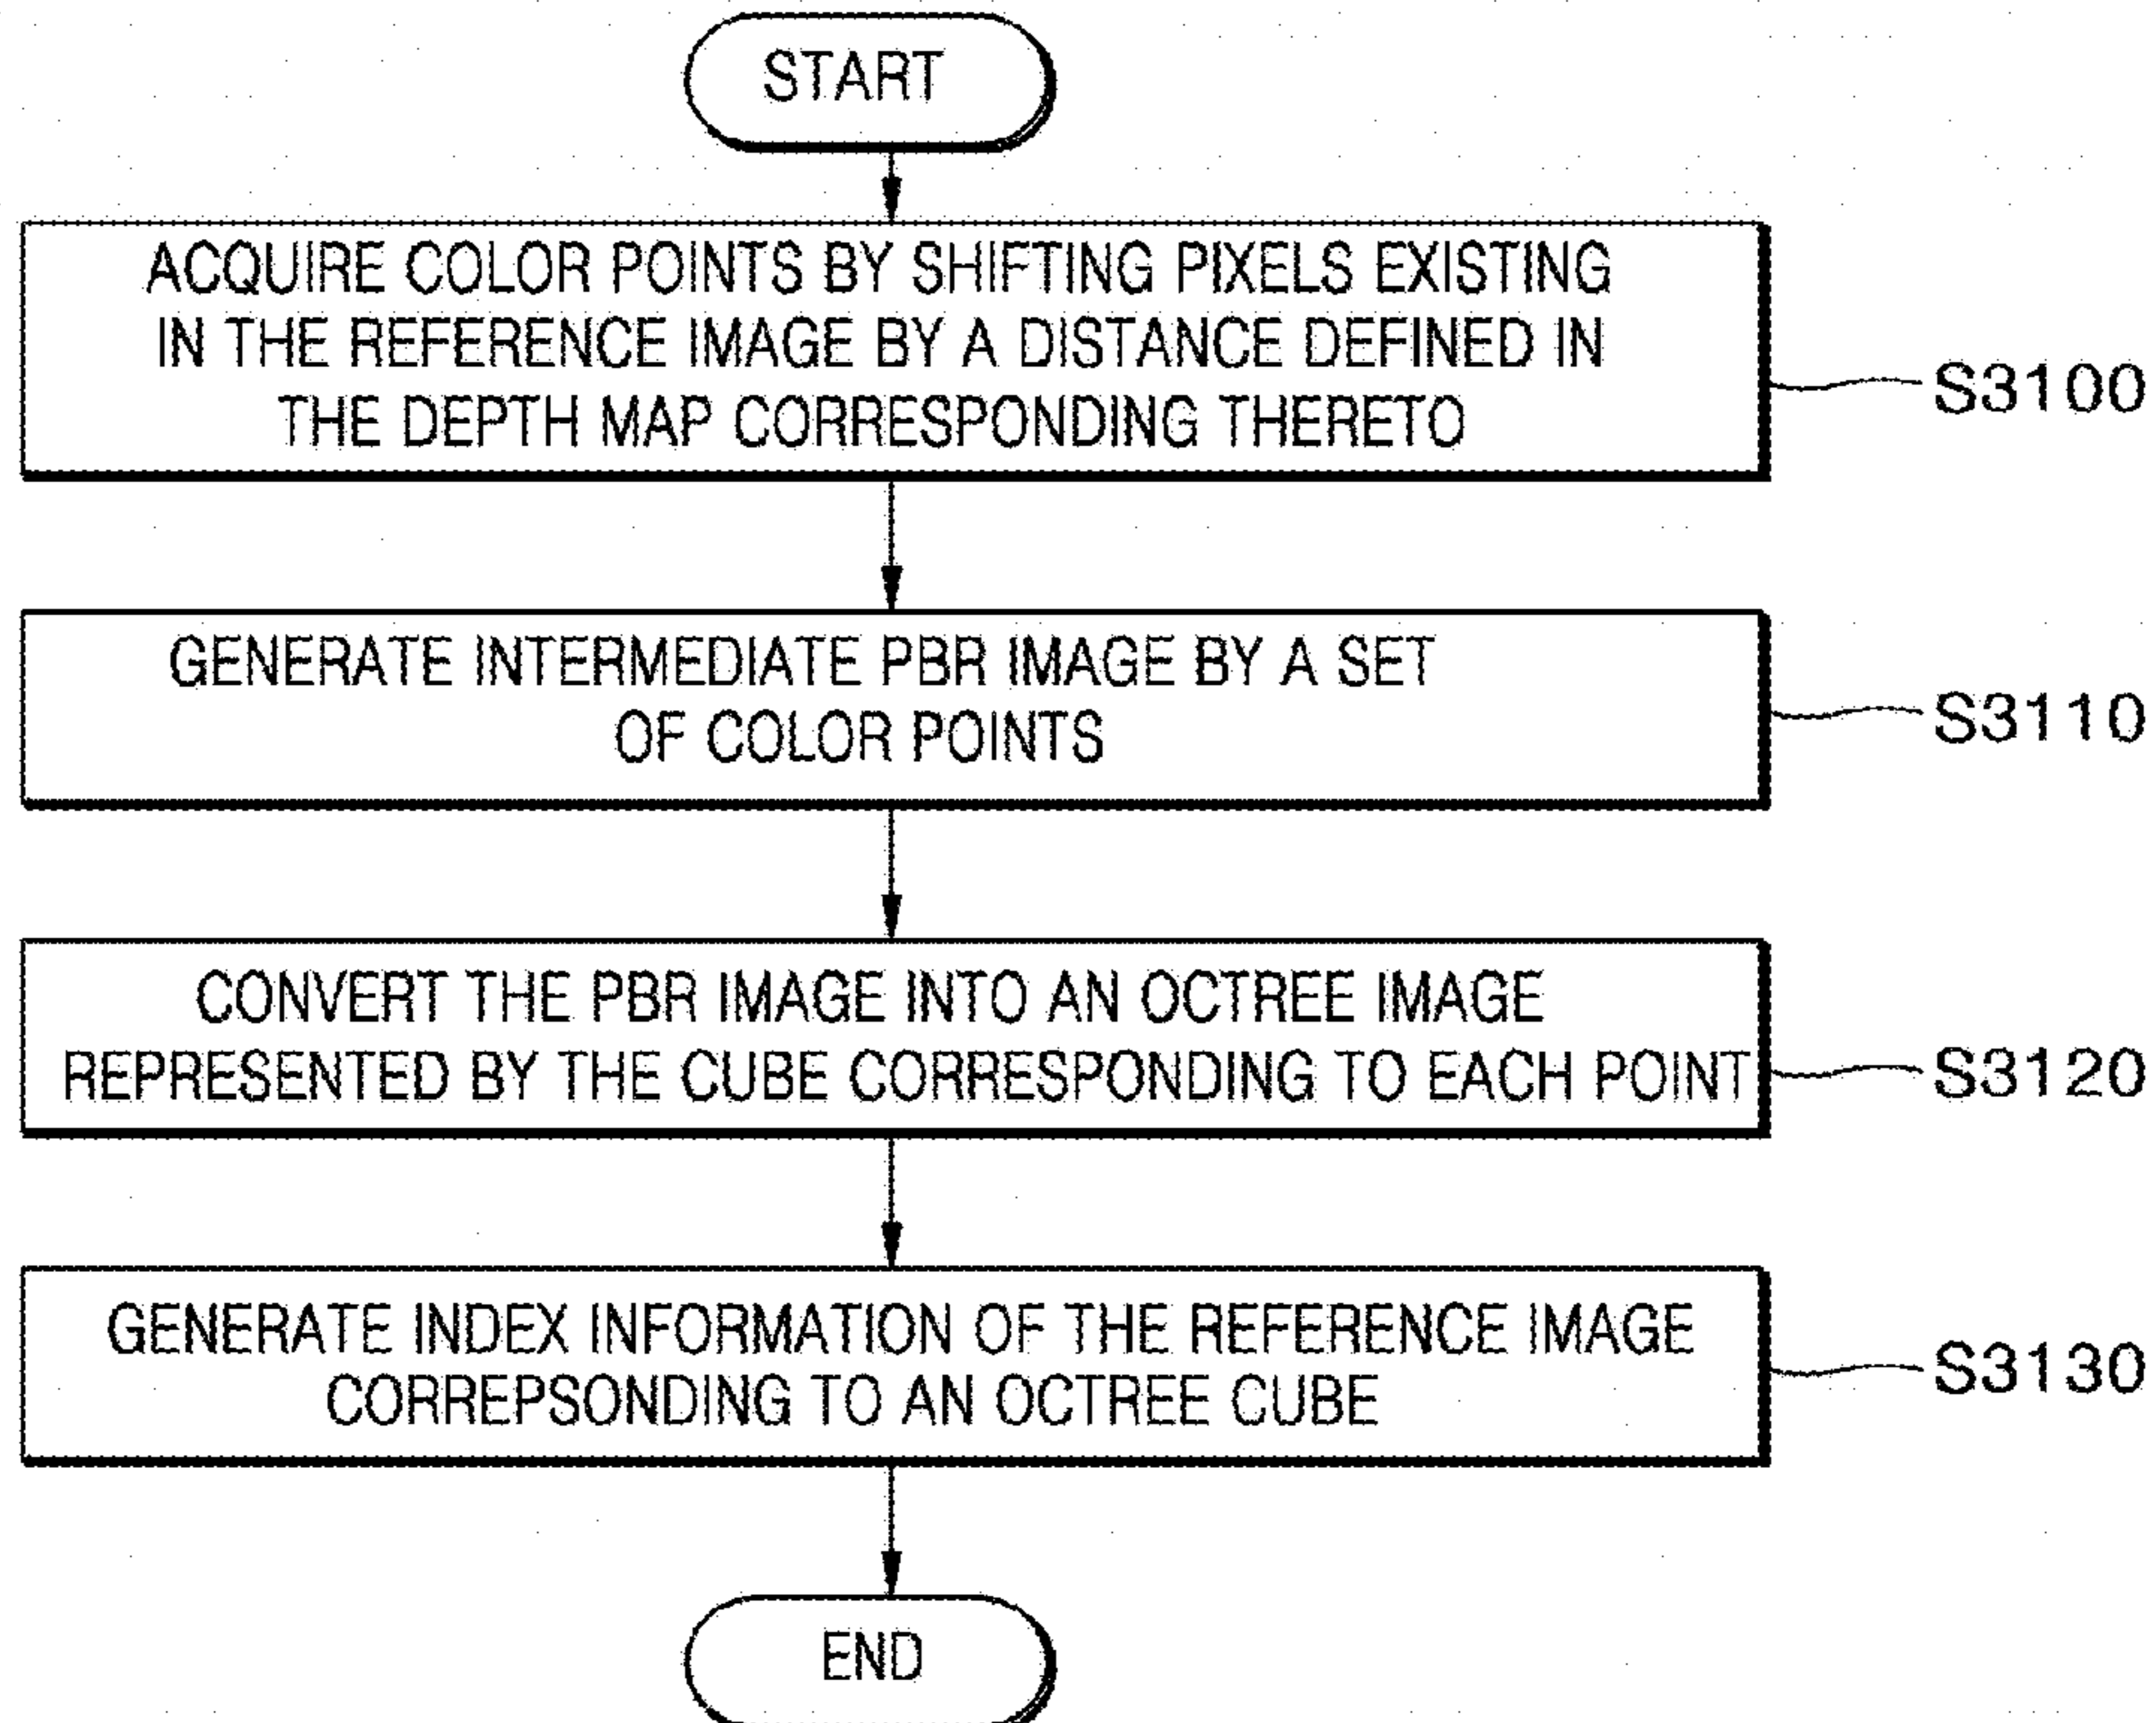 START
ACQUIRE COLOR POINTS BY SHIFTING PIXELS EXISTING
IN THE REFERENCE IMAGE BY A DISTANCE DEFINED IN
THE DEPTH MAP CORRESPONDING THERETO
S3100
GENERATE INTERMEDIATE PBR IMAGE BY A SET
OF COLOR POINTS
S3110
CONVERT THE PBR IMAGE INTO AN OCTREE IMAGE
REPRESENTED BY THE CUBE CORRESPONDING TO EACH POINT
S3120
GENERATE INDEX INFORMATION OF THE REFERENCE IMAGE
CORREPSONDING TO AN OCTREE CUBE
S3130
END